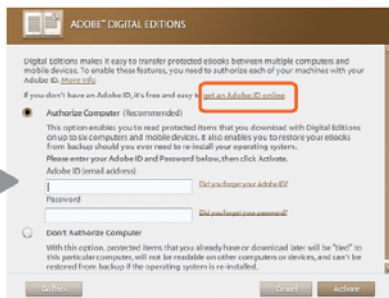 ADOBE® DIGITAL EDITIONS
Digital Editions makes it easy to transfer protected ebooks between multiple computers and
mobile devices. To enable these features, you need to authorize each of your machines with your
Adobe ID. More info
If you don't have an Adobe ID, it's free and easy to get an Adobe ID online
Authorize Computer (Recommended)
This option enables you to read protected items that you download with Digital Editions
on up to six computers and mobile devices. It also enables you to restore your ebooks
from backup should you ever need to re-install your operating system.
Please enter your Adobe ID and Password below, then click Activate.
Adobe ID (email address)
Did you forget your Adobe ID?
Password
Did you forget your password?
Don't Authorize Computer
With this option, protected items that you already have or download later will be "tied" to
this particular computer, will not be readable on other computers or devices, and can't be
restored from backup if the operating system is re-installed.
Go Back Cancel Activate